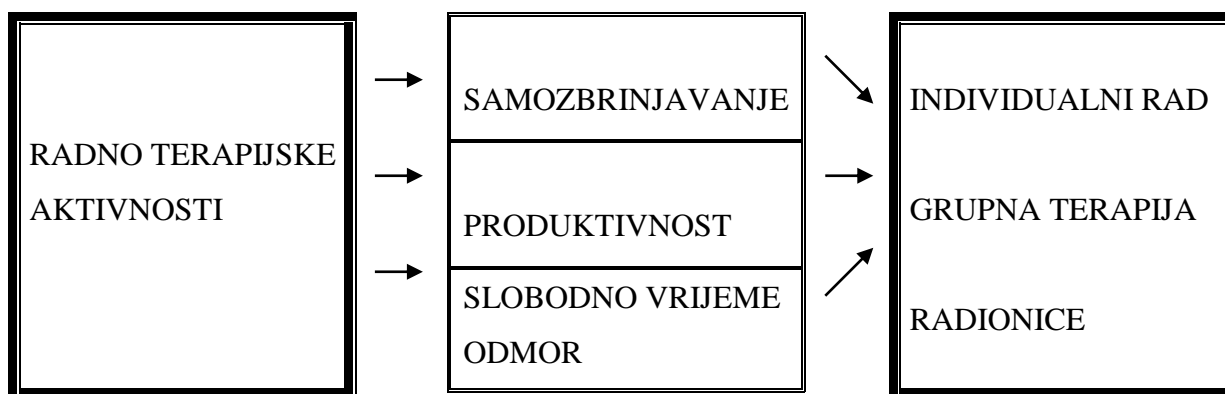 RADNO TERAPIJSKE
AKTIVNOSTI
SAMOZBRINJAVANJE
PRODUKTIVNOST
SLOBODNO VRIJEME
ODMOR
INDIVIDUALNI RAD
GRUPNA TERAPIJA
RADIONICE